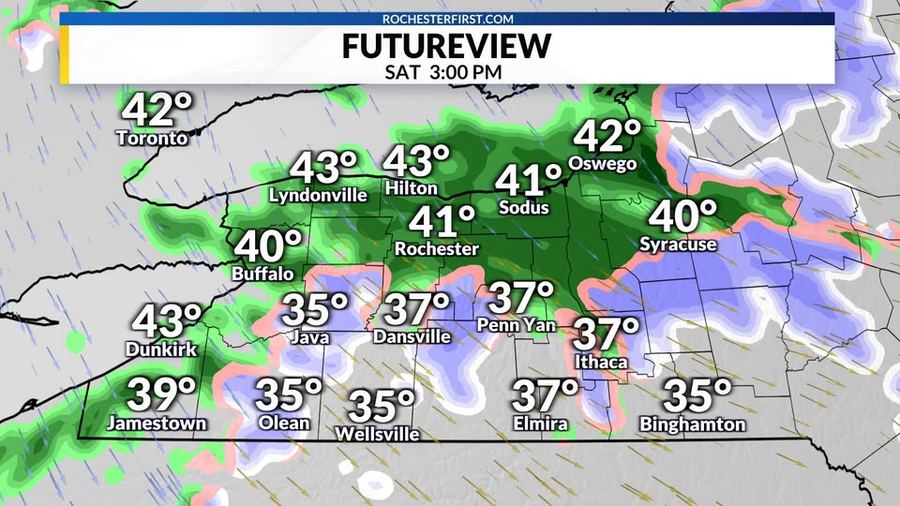 ROCHESTERFIRST.COM
FUTUREVIEW
SAT 3:00 PM
42°
Toronto
43°
Lyndonville
43°
Hilton
42°
Oswego
41°
Sodus
41°
Rochester
40°
Syracuse
40°
Buffalo
43°
Dunkirk
35°
Java
37°
Dansville
37°
Penn Yan
37°
Ithaca
39°
Jamestown
35°
Olean
35°
Wellsville
37°
Elmira
35°
Binghamton